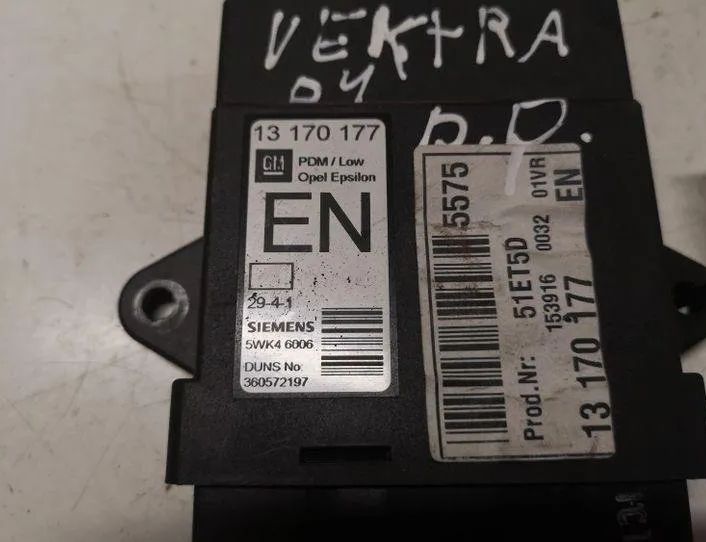 VEKtRA
04
D.P.
13 170 177
GM
PDM / Low
Opel Epsilon
EN
29-4-1
SIEMENS
5WK4 6006
DUNS No
360572197
5575
Prod.Nr: 51ET5D
153916 0032 01VR
13 170 177 EN